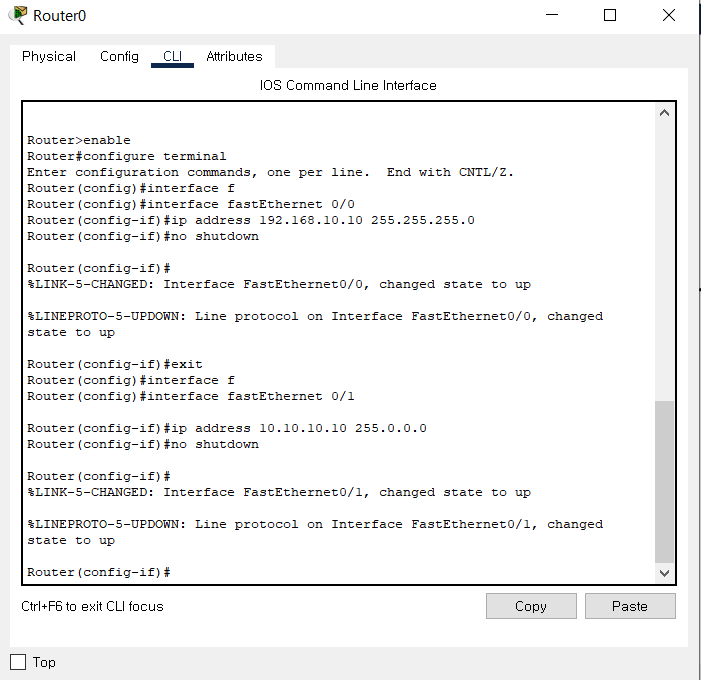 Router0
Physical Config CLI Attributes
IOS Command Line Interface
Router>enable
Router#configure terminal
Enter configuration commands, one per line.  End with CNTL/Z.
Router(config)#interface f
Router(config)#interface fastEthernet 0/0
Router(config-if)#ip address 192.168.10.10 255.255.255.0
Router(config-if)#no shutdown
Router(config-if)#
%LINK-5-CHANGED: Interface FastEthernet0/0, changed state to up
%LINEPROTO-5-UPDOWN: Line protocol on Interface FastEthernet0/0, changed
state to up
Router(config-if)#exit
Router(config)#interface f
Router(config)#interface fastEthernet 0/1
Router(config-if)#ip address 10.10.10.10 255.0.0.0
Router(config-if)#no shutdown
Router(config-if)#
%LINK-5-CHANGED: Interface FastEthernet0/1, changed state to up
%LINEPROTO-5-UPDOWN: Line protocol on Interface FastEthernet0/1, changed
state to up
Router(config-if)#
Ctrl+F6 to exit CLI focus Copy Paste
Top